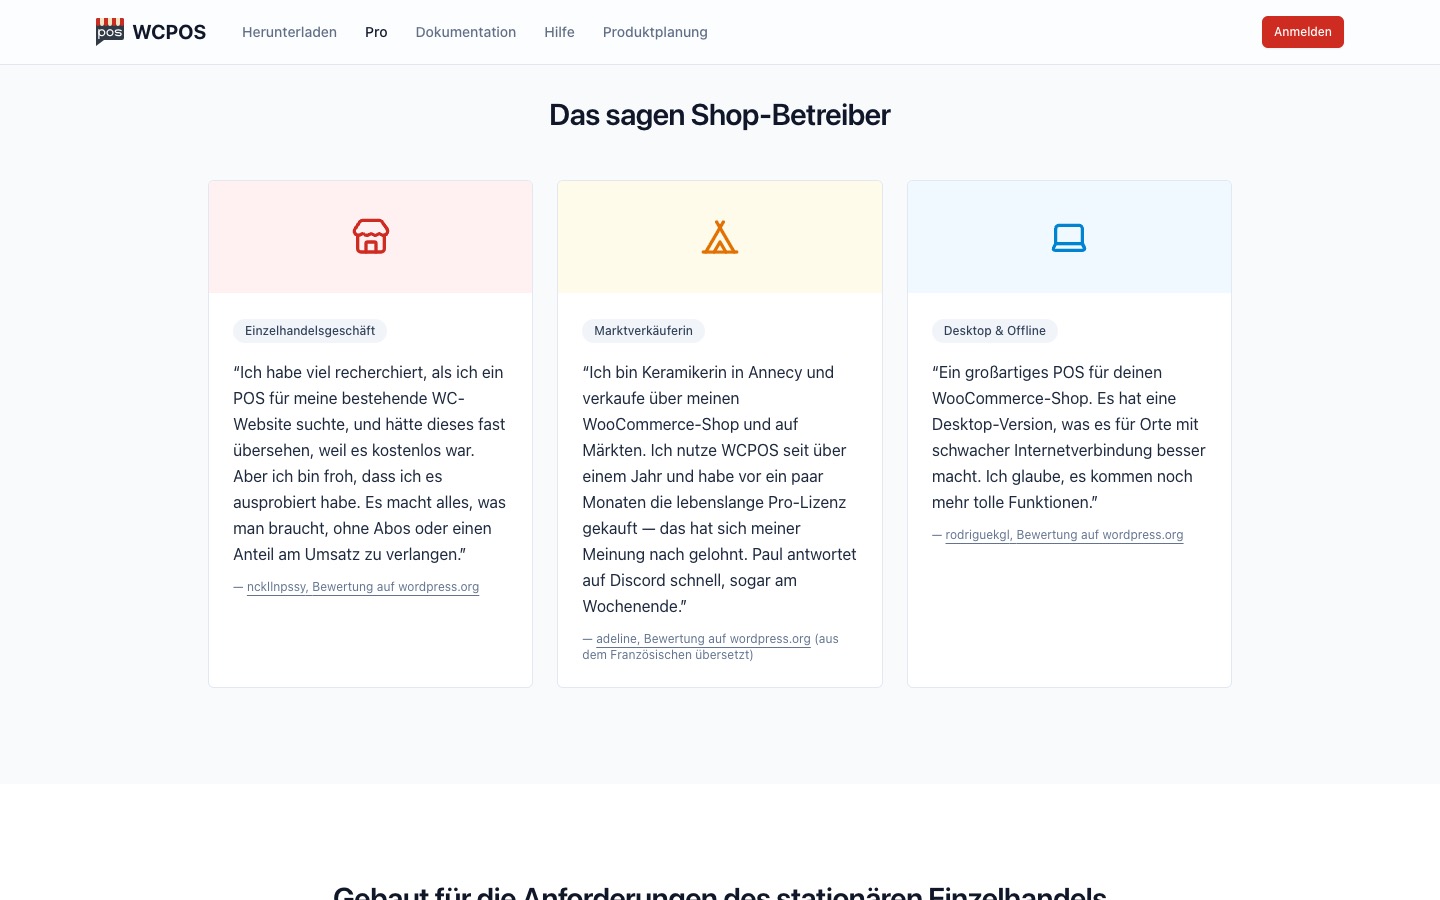 pos WCPOS Herunterladen Pro Dokumentation Hilfe Produktplanung Anmelden
Das sagen Shop-Betreiber
Einzelhandelsgeschäft
“Ich habe viel recherchiert, als ich ein
POS für meine bestehende WC-
Website suchte, und hätte dieses fast
übersehen, weil es kostenlos war.
Aber ich bin froh, dass ich es
ausprobiert habe. Es macht alles, was
man braucht, ohne Abos oder einen
Anteil am Umsatz zu verlangen.”
— nckllnpssy, Bewertung auf wordpress.org
Marktverkäuferin
“Ich bin Keramikerin in Annecy und
verkaufe über meinen
WooCommerce-Shop und auf
Märkten. Ich nutze WCPOS seit über
einem Jahr und habe vor ein paar
Monaten die lebenslange Pro-Lizenz
gekauft — das hat sich meiner
Meinung nach gelohnt. Paul antwortet
auf Discord schnell, sogar am
Wochenende.”
— adeline, Bewertung auf wordpress.org (aus
dem Französischen übersetzt)
Desktop & Offline
“Ein großartiges POS für deinen
WooCommerce-Shop. Es hat eine
Desktop-Version, was es für Orte mit
schwacher Internetverbindung besser
macht. Ich glaube, es kommen noch
mehr tolle Funktionen.”
— rodriguekgl, Bewertung auf wordpress.org
Gebaut für die Anforderungen des stationären Einzelhandels